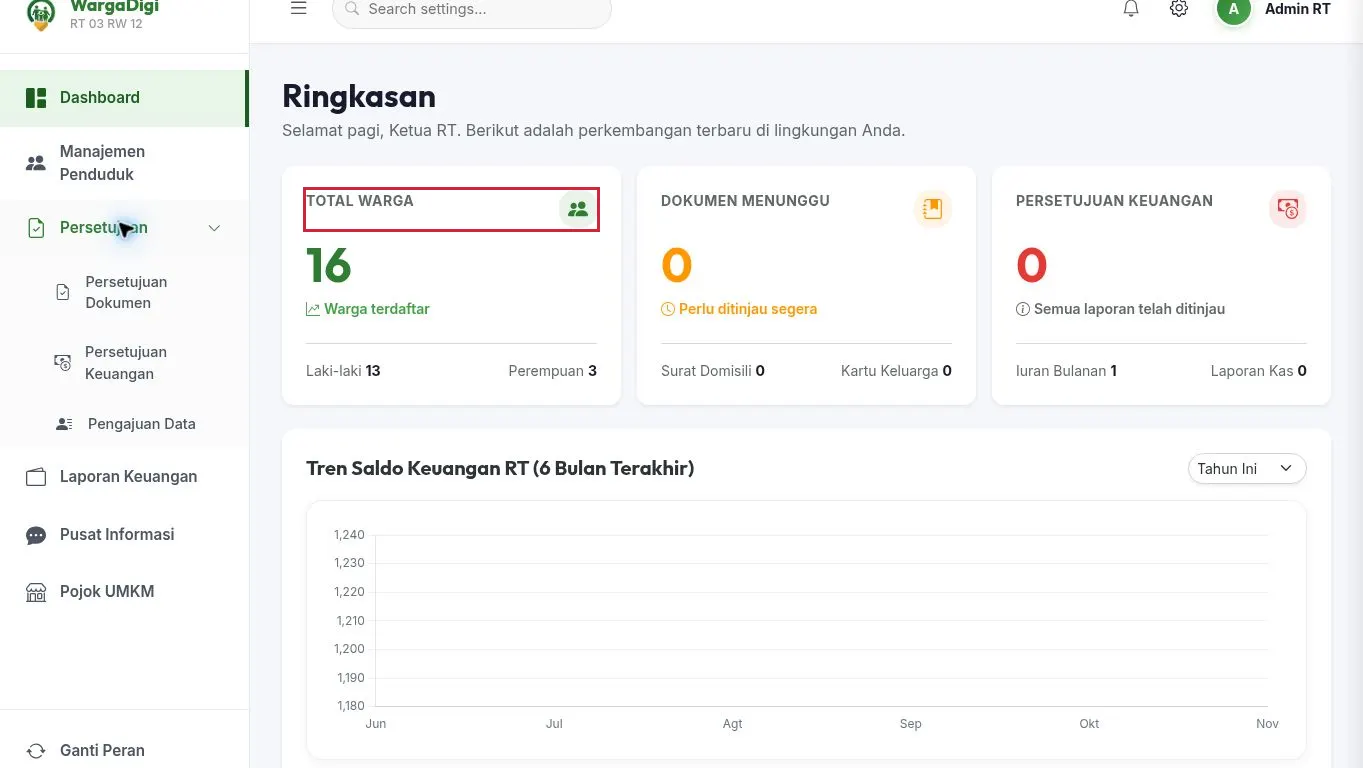 WargaDigi
RT 03 RW 12
Search settings...
A
Admin RT
Dashboard
Manajemen
Penduduk
Persetujuan
Persetujuan
Dokumen
Persetujuan
Keuangan
Pengajuan Data
Laporan Keuangan
Pusat Informasi
Pojok UMKM
Ganti Peran
Ringkasan
Selamat pagi, Ketua RT. Berikut adalah perkembangan terbaru di lingkungan Anda.
TOTAL WARGA
16
Warga terdaftar
Laki-laki 13
Perempuan 3
DOKUMEN MENUNGGU
0
Perlu ditinjau segera
Surat Domisili 0
Kartu Keluarga 0
PERSETUJUAN KEUANGAN
0
Semua laporan telah ditinjau
Iuran Bulanan 1
Laporan Kas 0
Tren Saldo Keuangan RT (6 Bulan Terakhir)
Tahun Ini
1,240
1,230
1,220
1,210
1,200
1,190
1,180
Jun
Jul
Agt
Sep
Okt
Nov